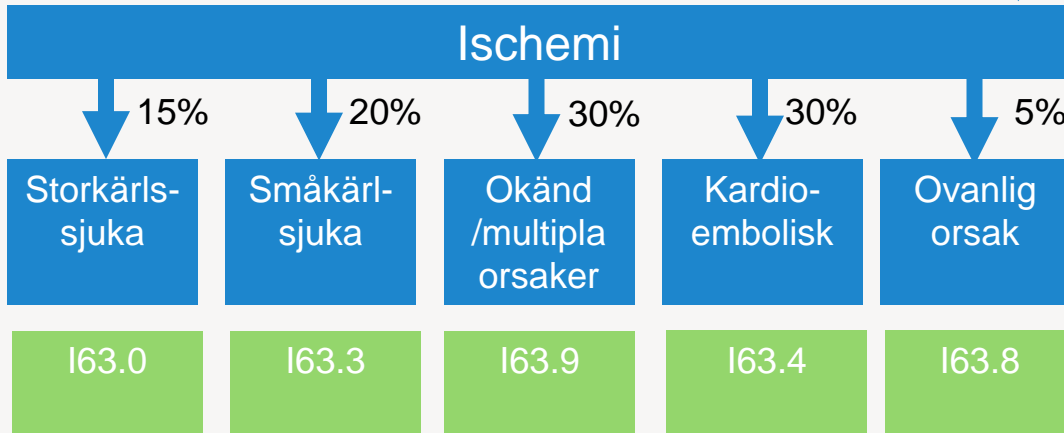 Ischemi
15%
20%
30%
30%
5%
Storkärls-
sjuka
Småkärl-
sjuka
Okänd
/multipla
orsaker
Kardio-
embolisk
Ovanlig
orsak
I63.0
I63.3
I63.9
I63.4
I63.8